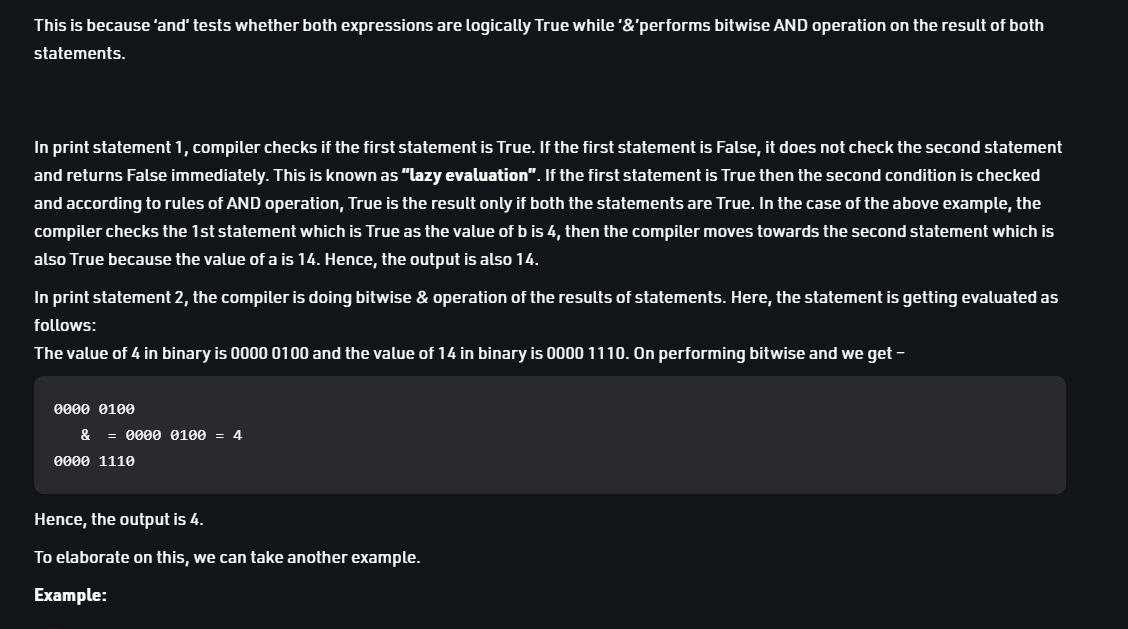 This is because ‘and’ tests whether both expressions are logically True while ‘&’performs bitwise AND operation on the result of both
statements.
In print statement 1, compiler checks if the first statement is True. If the first statement is False, it does not check the second statement
and returns False immediately. This is known as “lazy evaluation”. If the first statement is True then the second condition is checked
and according to rules of AND operation, True is the result only if both the statements are True. In the case of the above example, the
compiler checks the 1st statement which is True as the value of b is 4, then the compiler moves towards the second statement which is
also True because the value of a is 14. Hence, the output is also 14.
In print statement 2, the compiler is doing bitwise & operation of the results of statements. Here, the statement is getting evaluated as
follows:
The value of 4 in binary is 0000 0100 and the value of 14 in binary is 0000 1110. On performing bitwise and we get –
0000 0100
& = 0000 0100 = 4
0000 1110
Hence, the output is 4.
To elaborate on this, we can take another example.
Example: